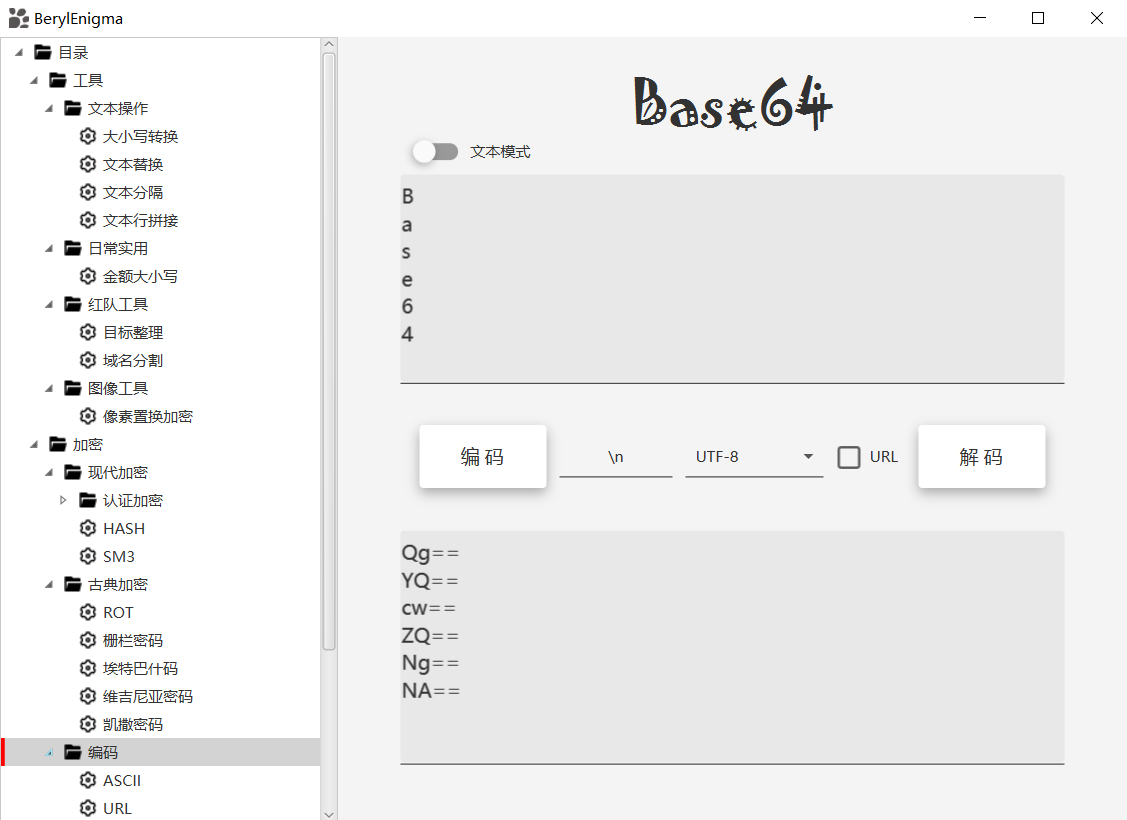 BerylEnigma
目录
工具
文本操作
大小写转换
文本替换
文本分隔
文本行拼接
日常实用
金额大小写
红队工具
目标整理
域名分割
图像工具
像素置换加密
加密
现代加密
认证加密
HASH
SM3
古典加密
ROT
栅栏密码
埃特巴什码
维吉尼亚密码
凯撒密码
编码
ASCII
URL
Base64
文本模式
B
a
s
e
6
4
编 码
\n
UTF-8
URL
解 码
Qg==
YQ==
cw==
ZQ==
Ng==
NA==